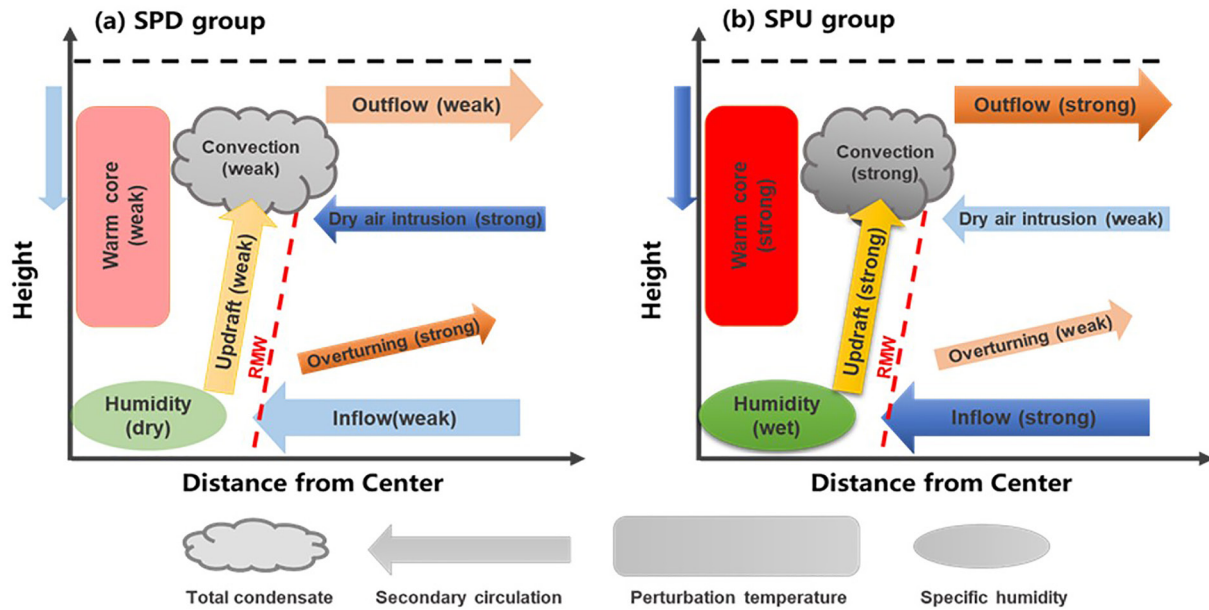 (a) SPD group
Outflow (weak)
Convection
(weak)
Warm core
(weak)
Dry air intrusion (strong)
Updraft (weak)
Height
RMW
Overturning (strong)
Humidity
(dry)
Inflow(weak)
Distance from Center
(b) SPU group
Outflow (strong)
Convection
(strong)
Warm core
(strong)
Dry air intrusion (weak)
Updraft (strong)
Height
RMW
Overturning (weak)
Humidity
(wet)
Inflow (strong)
Distance from Center
Total condensate
Secondary circulation
Perturbation temperature
Specific humidity